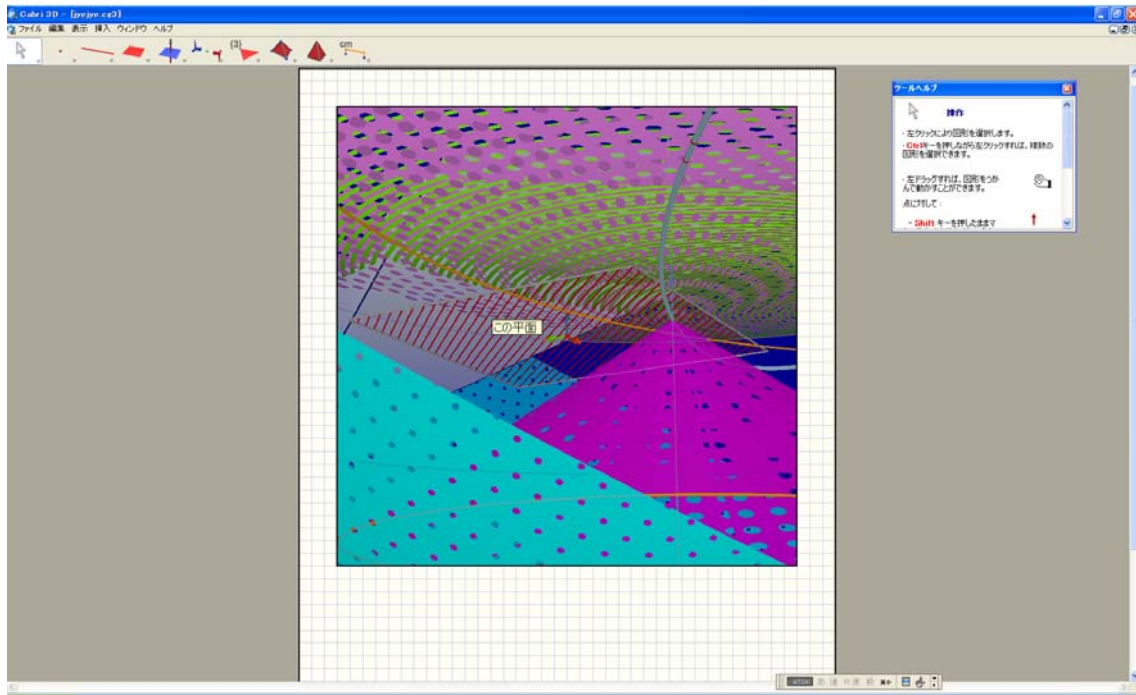 Cabri 3D - [jyejye.cg3]
ファイル 編集 表示 挿入 ウィンドウ ヘルプ
{3}
cm
ツールヘルプ
操作
・左クリックにより図形を選択します。
・Ctrlキーを押しながら左クリックすれば、複数の
図形を選択できます。
・左ドラッグすれば、図形をつか
んで動かすことができます。
点に対して：
・Shift キーを押したままマ
この平面